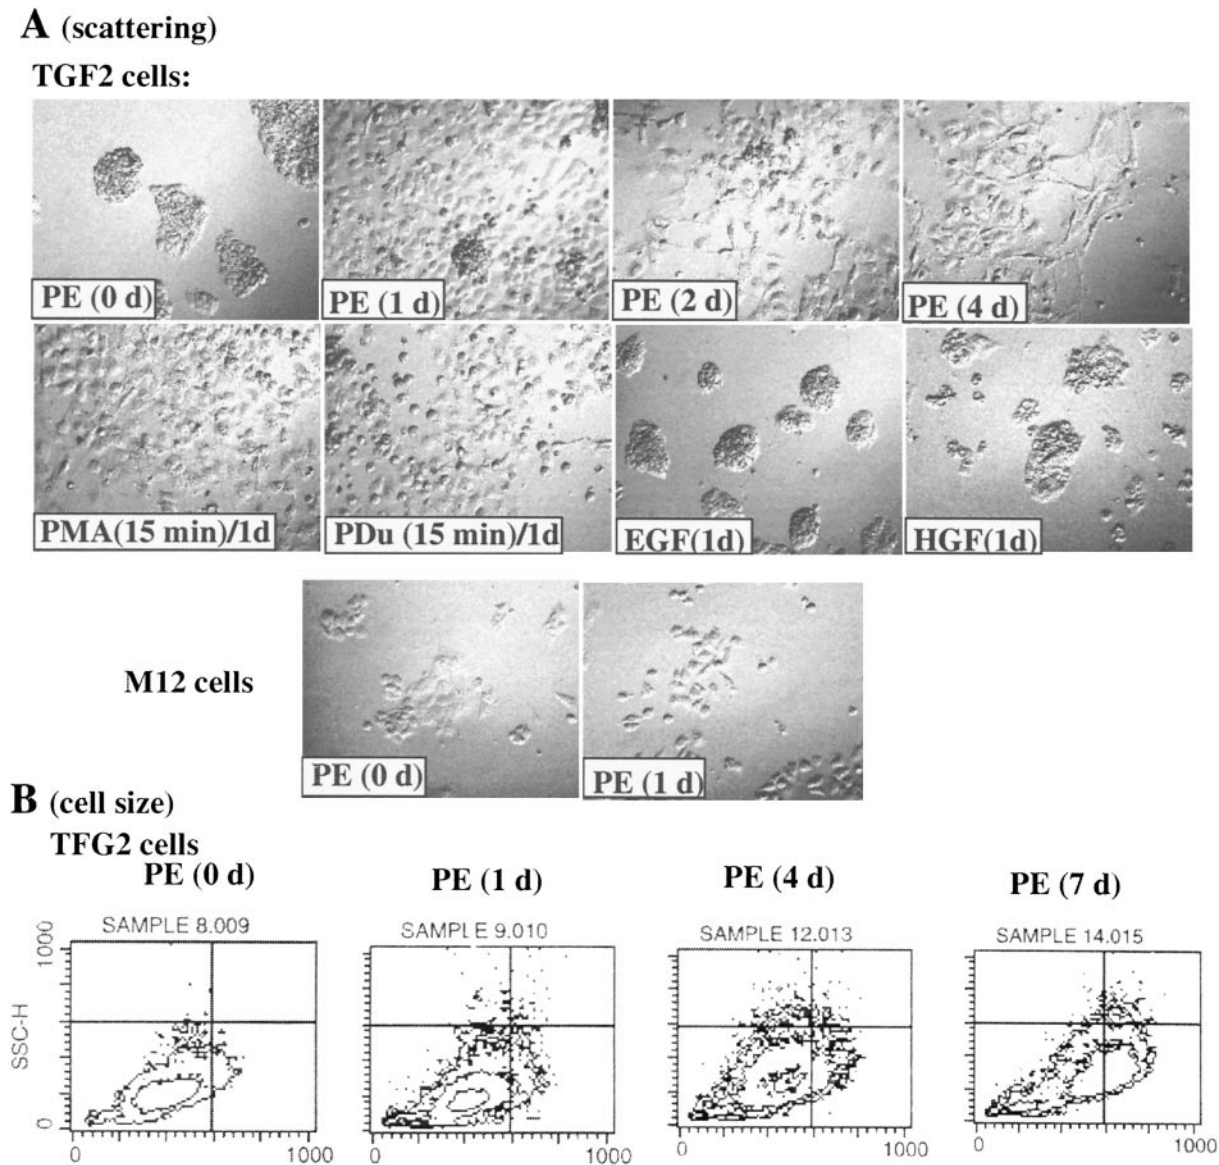 A (scattering)
TGF2 cells:
PE (0 d)
PE (1 d)
PE (2 d)
PE (4 d)
PMA(15 min)/1d
PDu (15 min)/1d
EGF(1d)
HGF(1d)
M12 cells
PE (0 d)
PE (1 d)
B (cell size)
TFG2 cells
PE (0 d)
PE (1 d)
PE (4 d)
PE (7 d)
SAMPLE 8.009
SAMPLE 9.010
SAMPLE 12.013
SAMPLE 14.015
1000
SSC-H
0
0 1000
0 1000
0 1000
0 1000